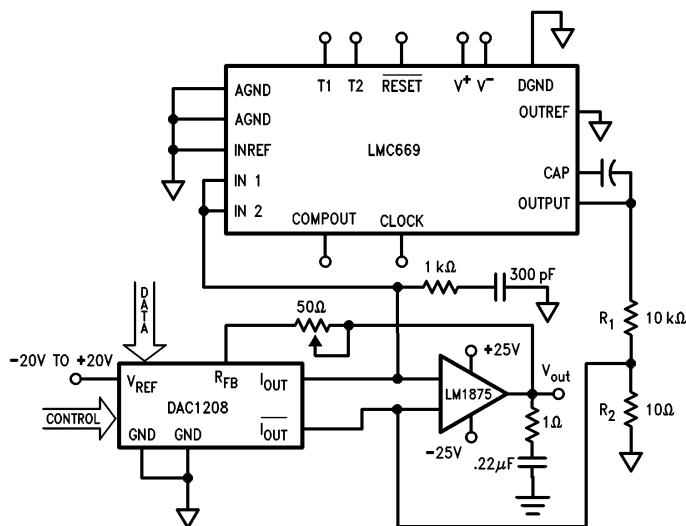 T1 T2 RESET V+ V- DGND
AGND
AGND
INREF
IN 1
IN 2
LMC669
OUTREF
CAP
OUTPUT
COMPOUT CLOCK
1 kΩ
300 pF
50Ω
DATA
R1 10 kΩ
-20V TO +20V
VREF
RFB
IOUT
+25V
Vout
LM1875
DAC1208
CONTROL
GND GND
IOUT
-25V
1Ω
R2 10Ω
.22μF